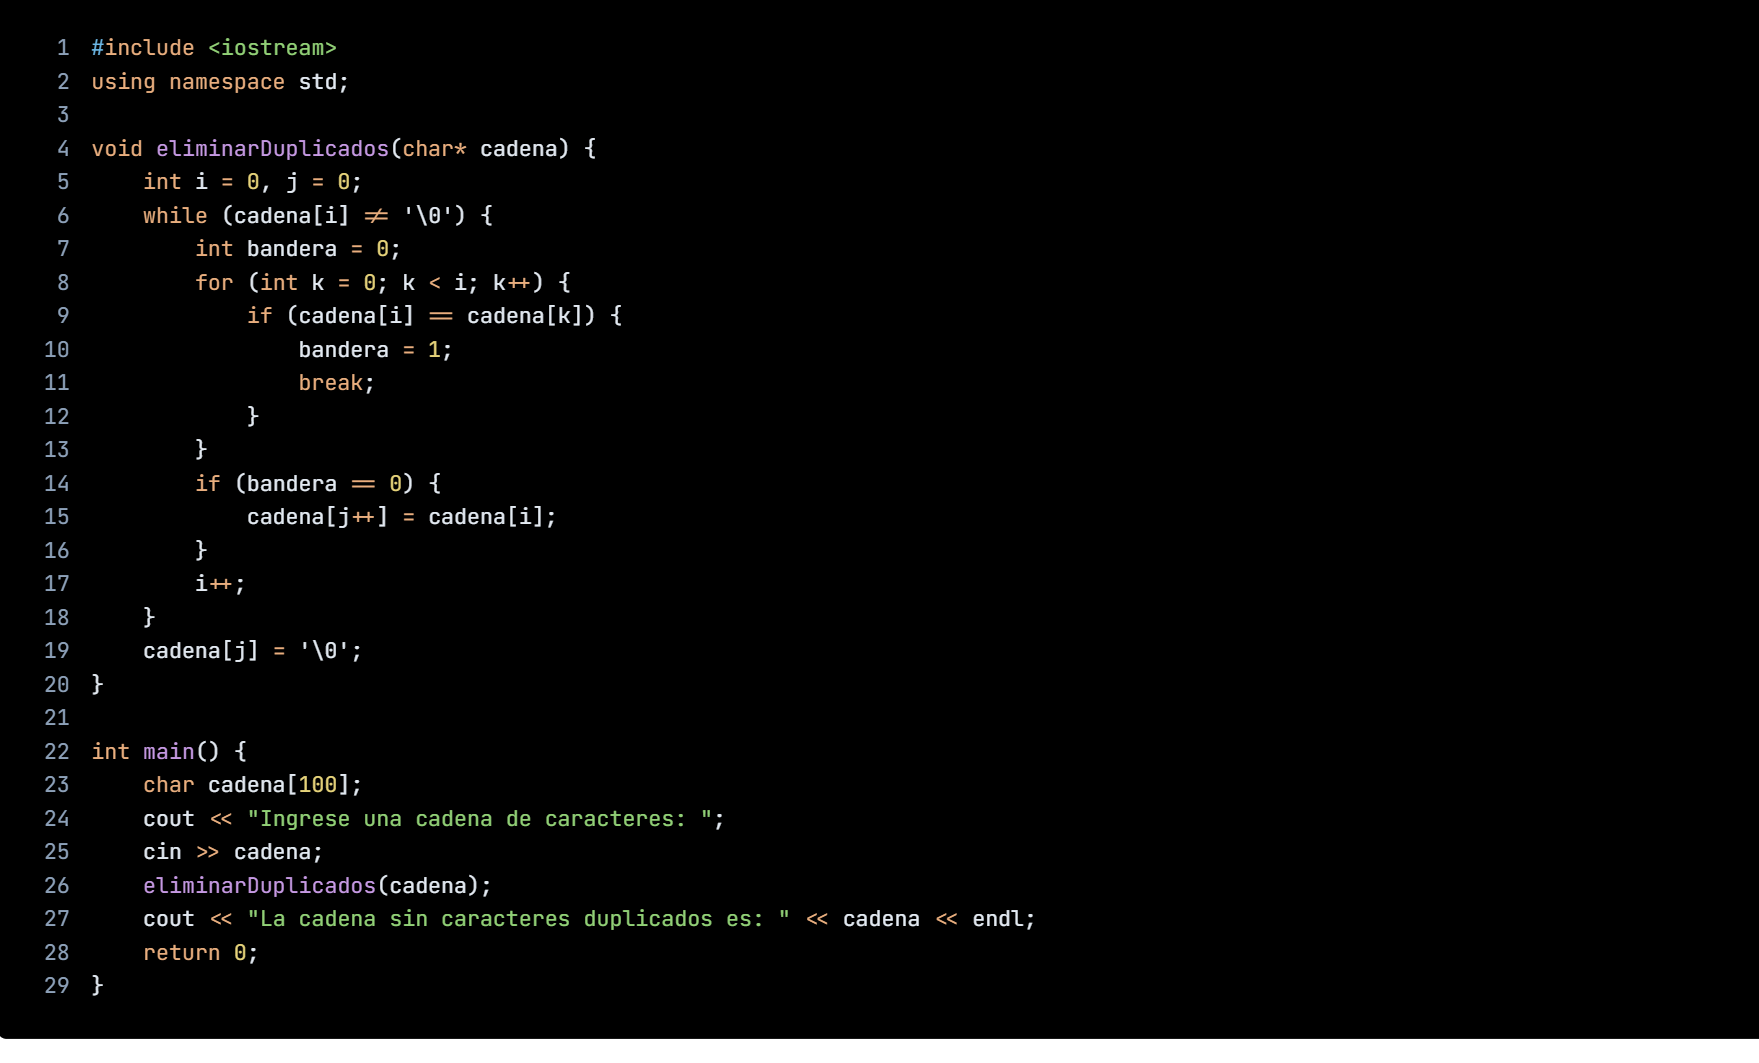 1 #include <iostream>
2 using namespace std;
3
4 void eliminarDuplicados(char* cadena) {
5     int i = 0, j = 0;
6     while (cadena[i] != '\0') {
7         int bandera = 0;
8         for (int k = 0; k < i; k++) {
9             if (cadena[i] == cadena[k]) {
10                 bandera = 1;
11                 break;
12             }
13         }
14         if (bandera == 0) {
15             cadena[j++] = cadena[i];
16         }
17         i++;
18     }
19     cadena[j] = '\0';
20 }
21
22 int main() {
23     char cadena[100];
24     cout << "Ingrese una cadena de caracteres: ";
25     cin >> cadena;
26     eliminarDuplicados(cadena);
27     cout << "La cadena sin caracteres duplicados es: " << cadena << endl;
28     return 0;
29 }